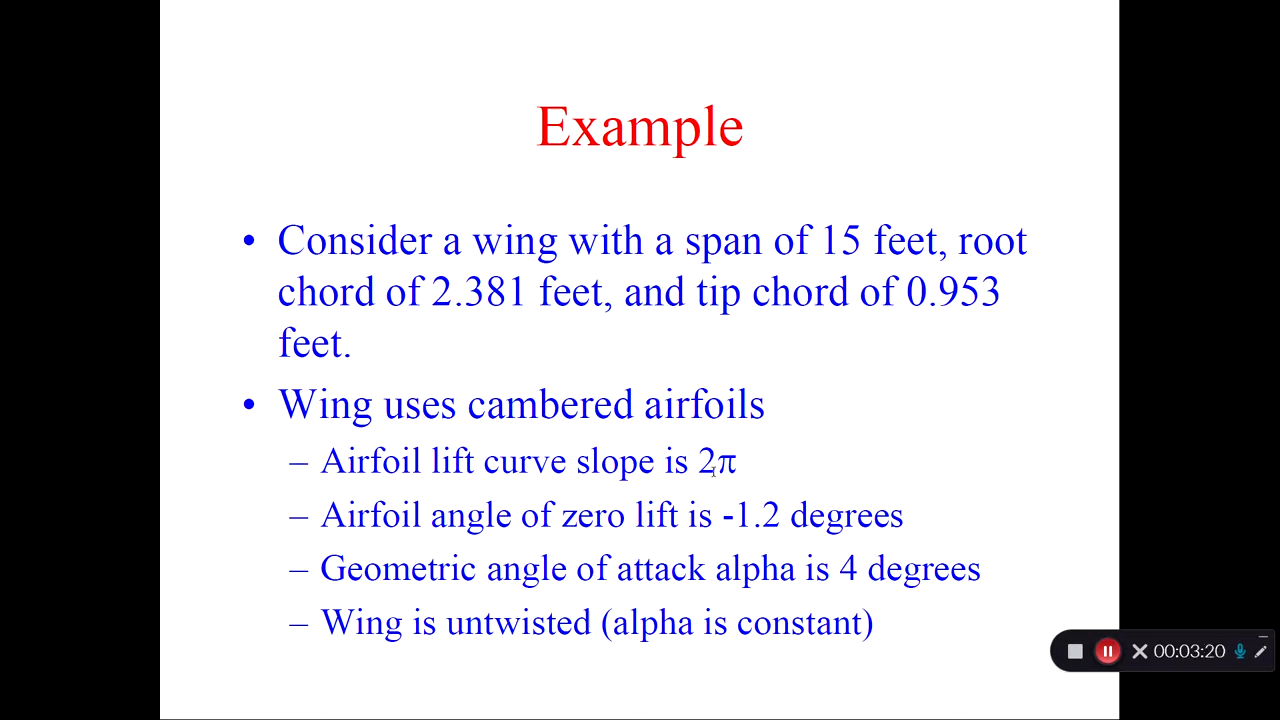 Example
• Consider a wing with a span of 15 feet, root
chord of 2.381 feet, and tip chord of 0.953
feet.
• Wing uses cambered airfoils
– Airfoil lift curve slope is 2π
– Airfoil angle of zero lift is -1.2 degrees
– Geometric angle of attack alpha is 4 degrees
– Wing is untwisted (alpha is constant)
00:03:20